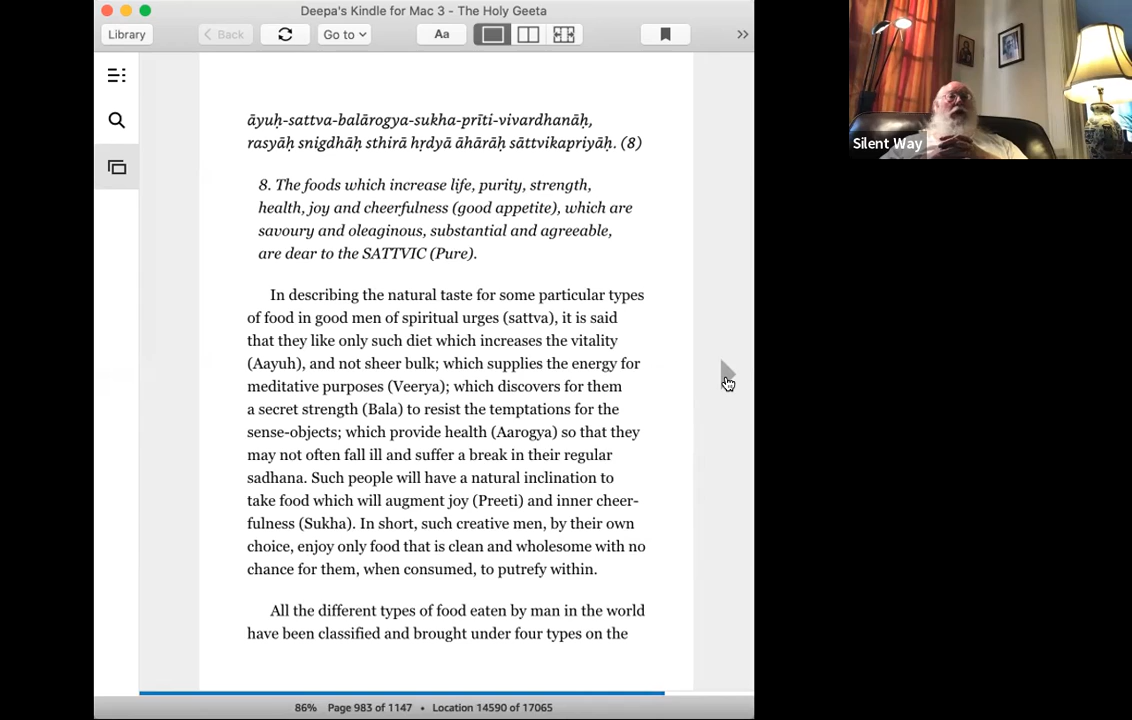 Deepa's Kindle for Mac 3 - The Holy Geeta
Library
< Back
Go to
Aa
»
āyuḥ-sattva-balārogya-sukha-prīti-vivardhanāḥ,
rasyāḥ snigdhāḥ sthirā hṛdyā āhārāḥ sāttvikapriyāḥ. (8)
8. The foods which increase life, purity, strength,
health, joy and cheerfulness (good appetite), which are
savoury and oleaginous, substantial and agreeable,
are dear to the SATTVIC (Pure).
In describing the natural taste for some particular types
of food in good men of spiritual urges (sattva), it is said
that they like only such diet which increases the vitality
(Aayuh), and not sheer bulk; which supplies the energy for
meditative purposes (Veerya); which discovers for them
a secret strength (Bala) to resist the temptations for the
sense-objects; which provide health (Aarogya) so that they
may not often fall ill and suffer a break in their regular
sadhana. Such people will have a natural inclination to
take food which will augment joy (Preeti) and inner cheer-
fulness (Sukha). In short, such creative men, by their own
choice, enjoy only food that is clean and wholesome with no
chance for them, when consumed, to putrefy within.
All the different types of food eaten by man in the world
have been classified and brought under four types on the
86% Page 983 of 1147 • Location 14590 of 17065
Silent Way